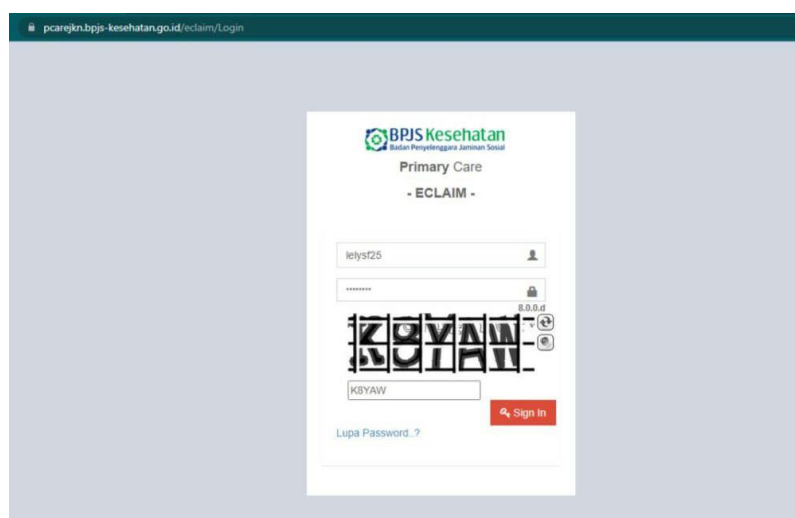 pcarejkn.bpjs-kesehatan.go.id/eclaim/Login
BPJS Kesehatan
Badan Penyelenggara Jaminan Sosial
Primary Care
- ECLAIM -
lelysf25
••••••••
8.0.0.d
K8YAW
K8YAW
Sign In
Lupa Password..?